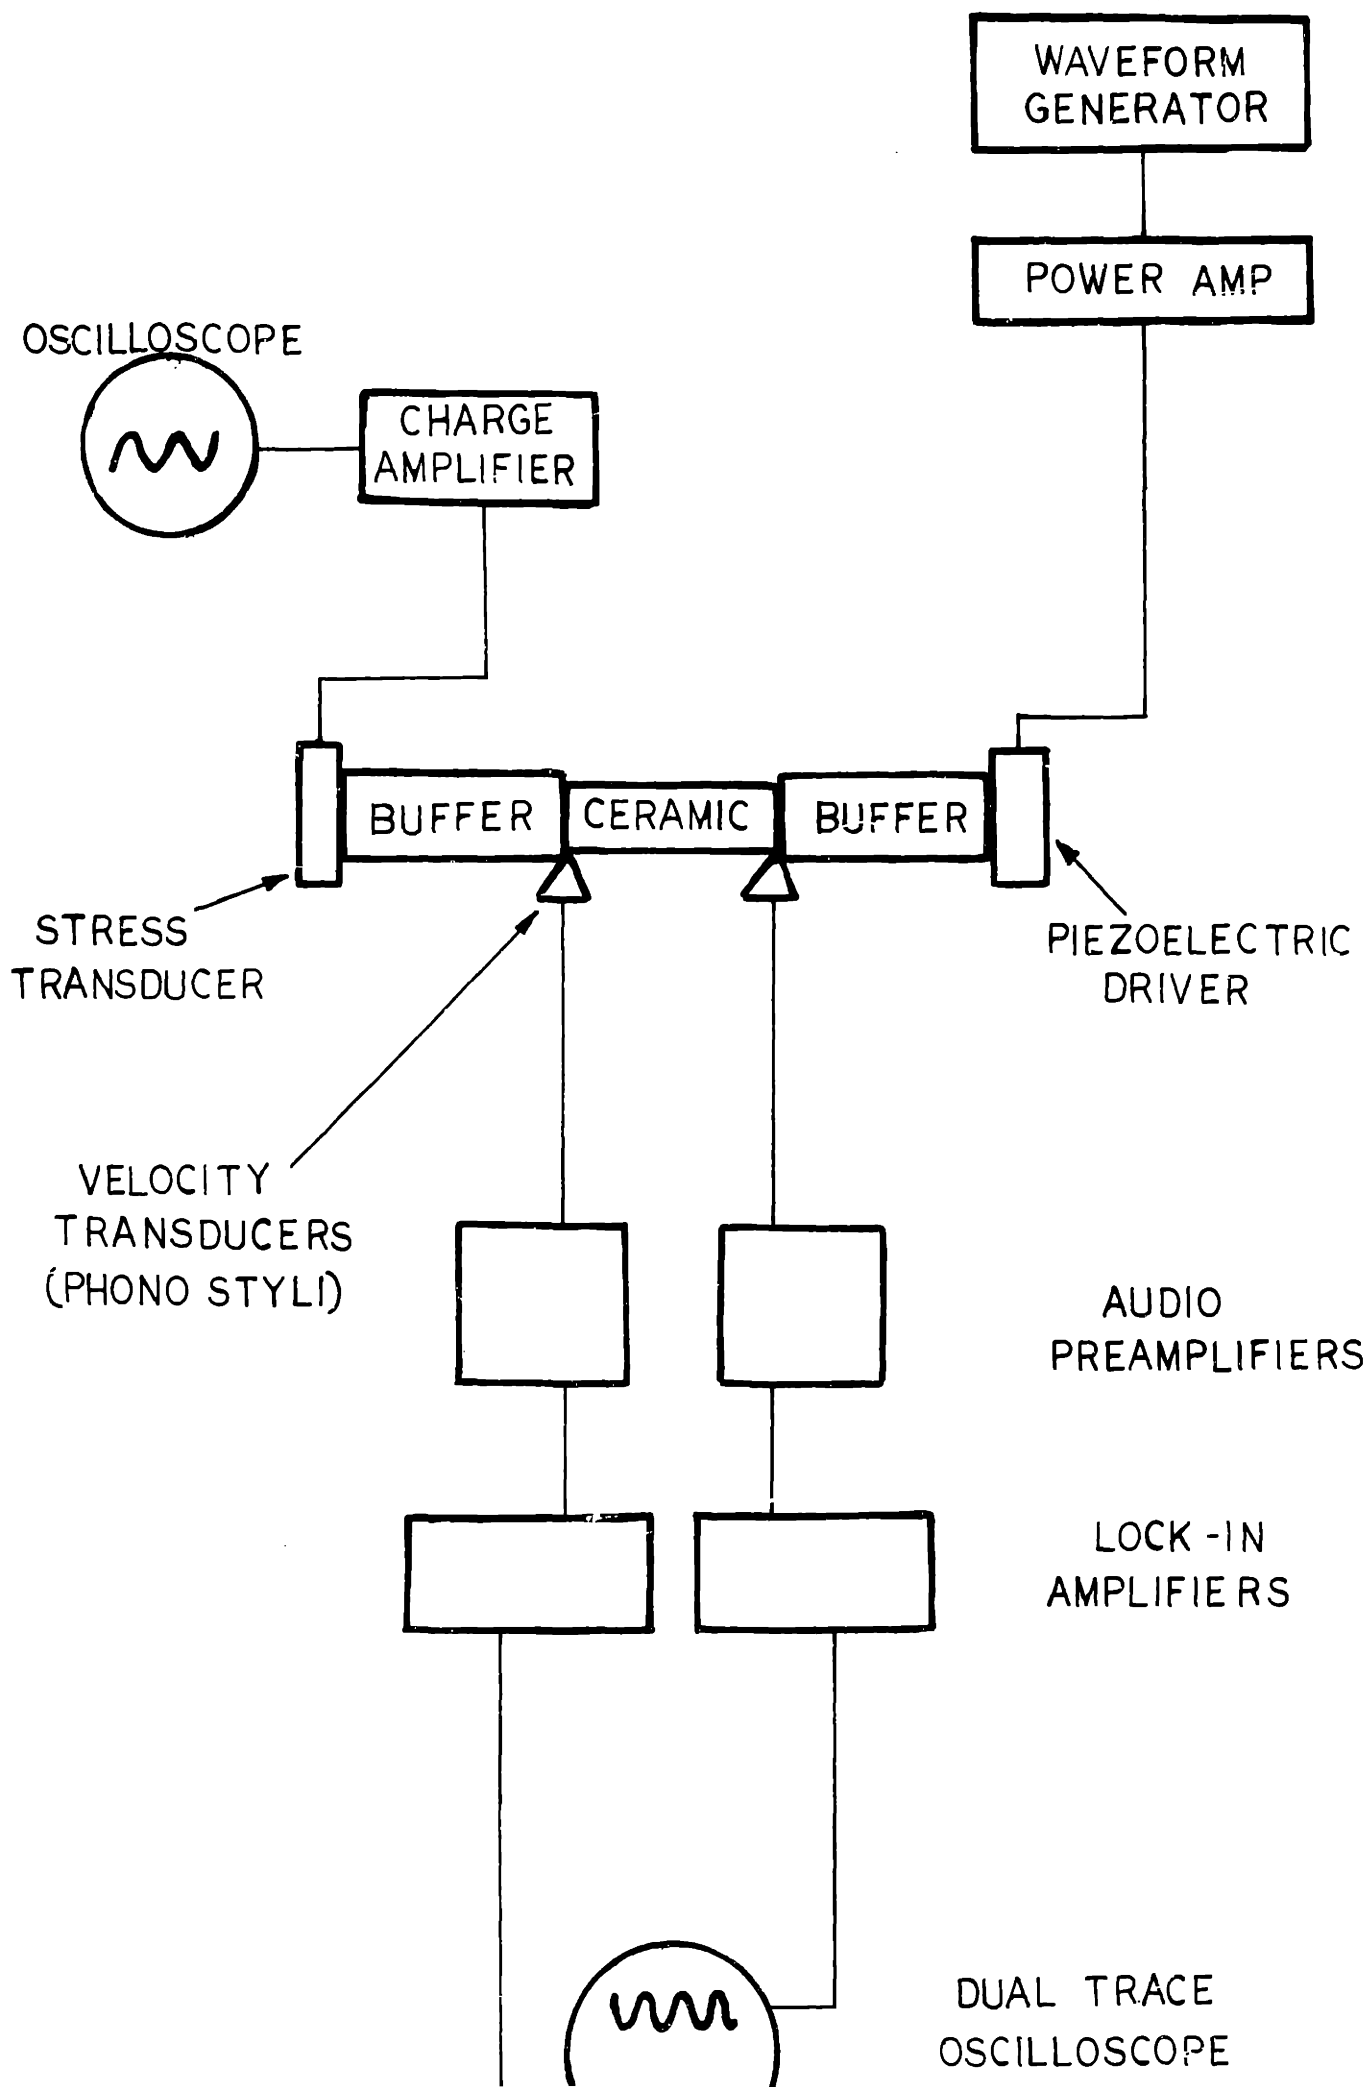 WAVEFORM
GENERATOR
POWER AMP
OSCILLOSCOPE
CHARGE
AMPLIFIER
BUFFER
CERAMIC
BUFFER
STRESS
TRANSDUCER
PIEZOELECTRIC
DRIVER
VELOCITY
TRANSDUCERS
(PHONO STYLI)
AUDIO
PREAMPLIFIERS
LOCK-IN
AMPLIFIERS
DUAL TRACE
OSCILLOSCOPE